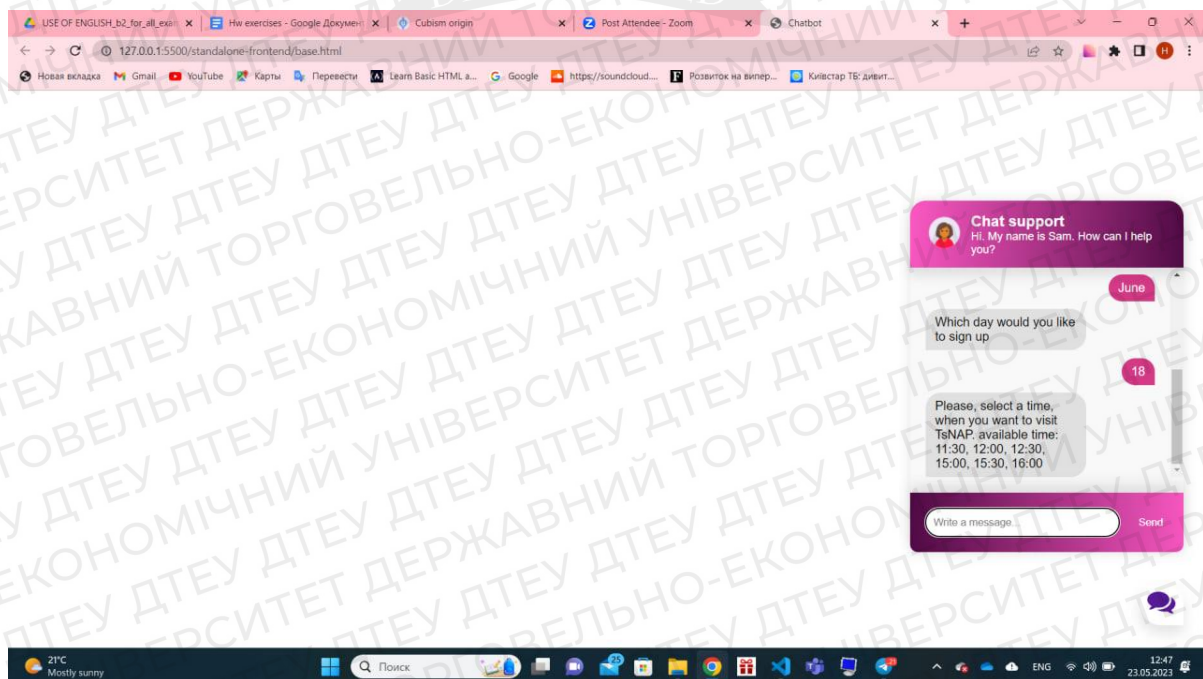 USE OF ENGLISH_b2_for_all_exa
Hw exercises - Google Докумен
Cubism origin
Post Attendee - Zoom
Chatbot
127.0.0.1:5500/standalone-frontend/base.html
Новая вкладка
Gmail
YouTube
Карты
Перевести
Learn Basic HTML a...
Google
https://soundcloud....
Розвиток на випер...
Київстар ТБ: дивит...
Chat support
Hi. My name is Sam. How can I help
you?
June
Which day would you like
to sign up
18
Please, select a time,
when you want to visit
TsNAP. available time:
11:30, 12:00, 12:30,
15:00, 15:30, 16:00
Write a message...
Send
21°C
Mostly sunny
Поиск
25
ENG
12:47
23.05.2023